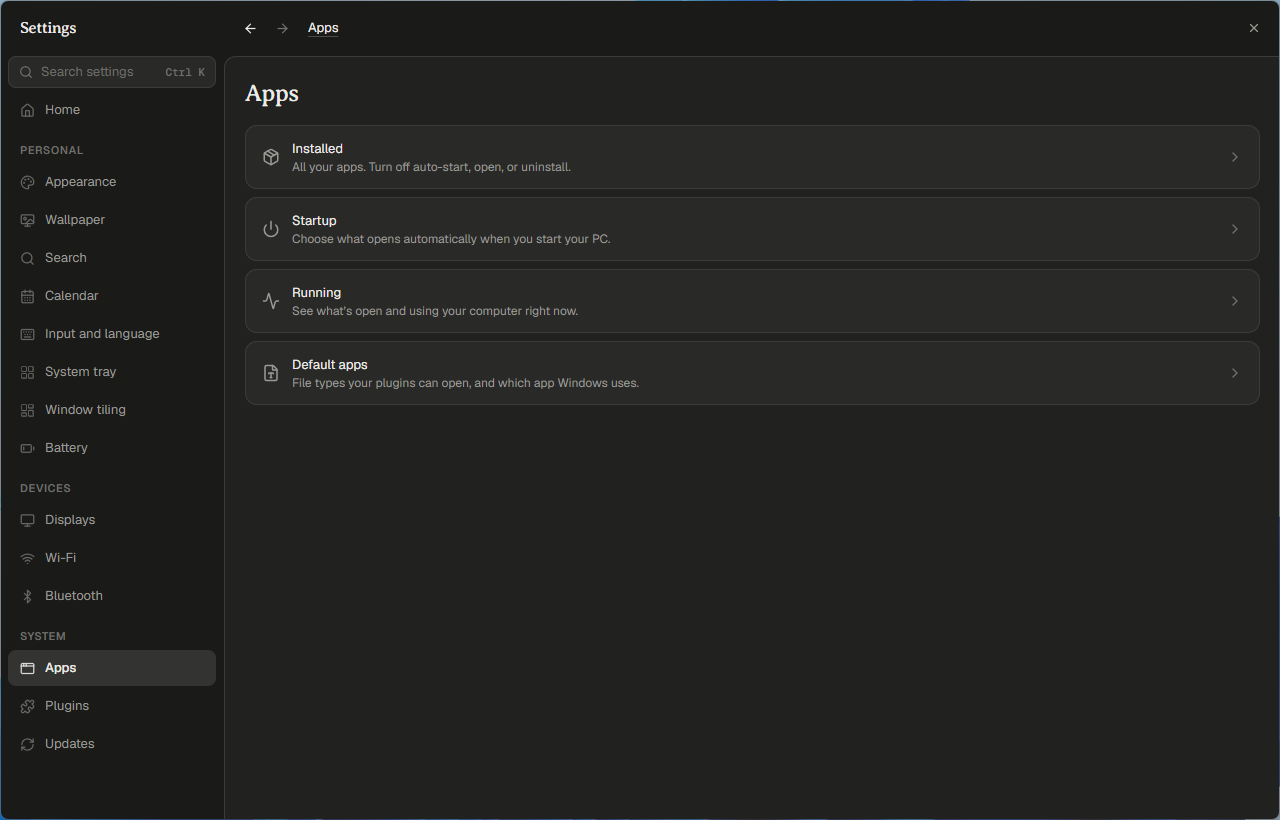 Settings
Apps
Search settings Ctrl K
Home
PERSONAL
Appearance
Wallpaper
Search
Calendar
Input and language
System tray
Window tiling
Battery
DEVICES
Displays
Wi-Fi
Bluetooth
SYSTEM
Apps
Plugins
Updates
Apps
Installed
All your apps. Turn off auto-start, open, or uninstall.
Startup
Choose what opens automatically when you start your PC.
Running
See what's open and using your computer right now.
Default apps
File types your plugins can open, and which app Windows uses.